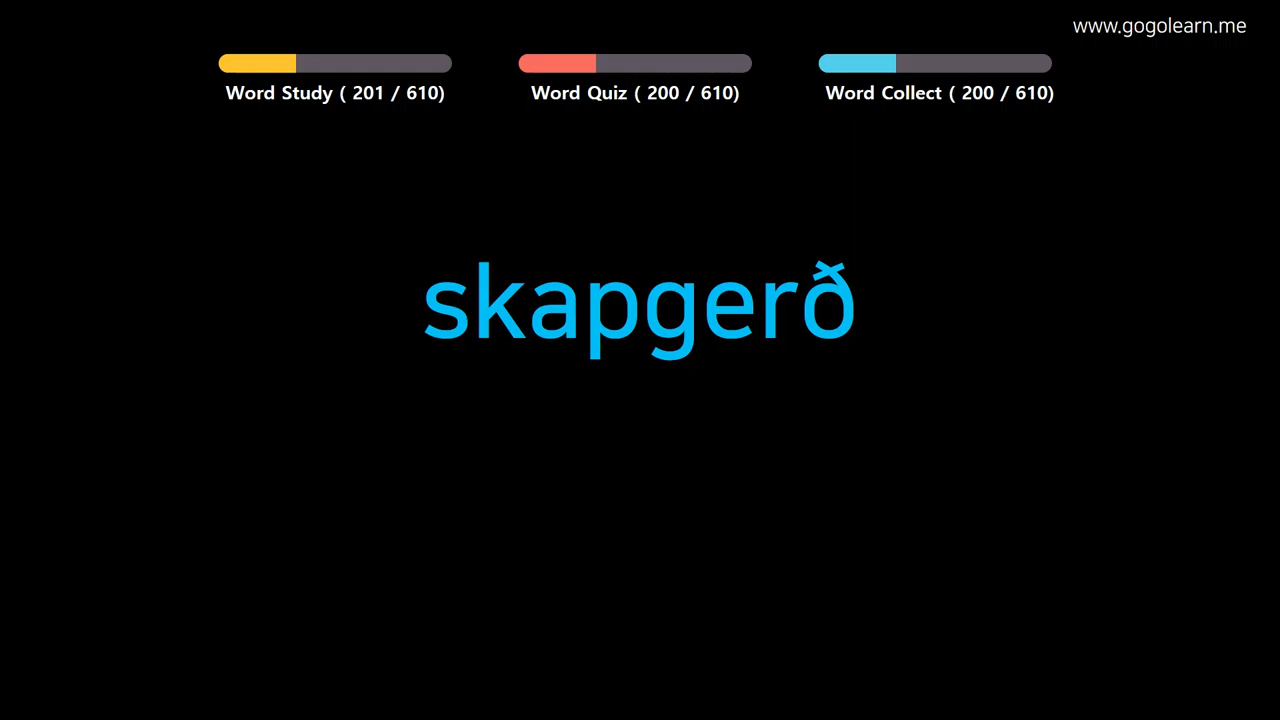 www.gogolearn.me
Word Study ( 201 / 610)
Word Quiz ( 200 / 610)
Word Collect ( 200 / 610)
skapgerð